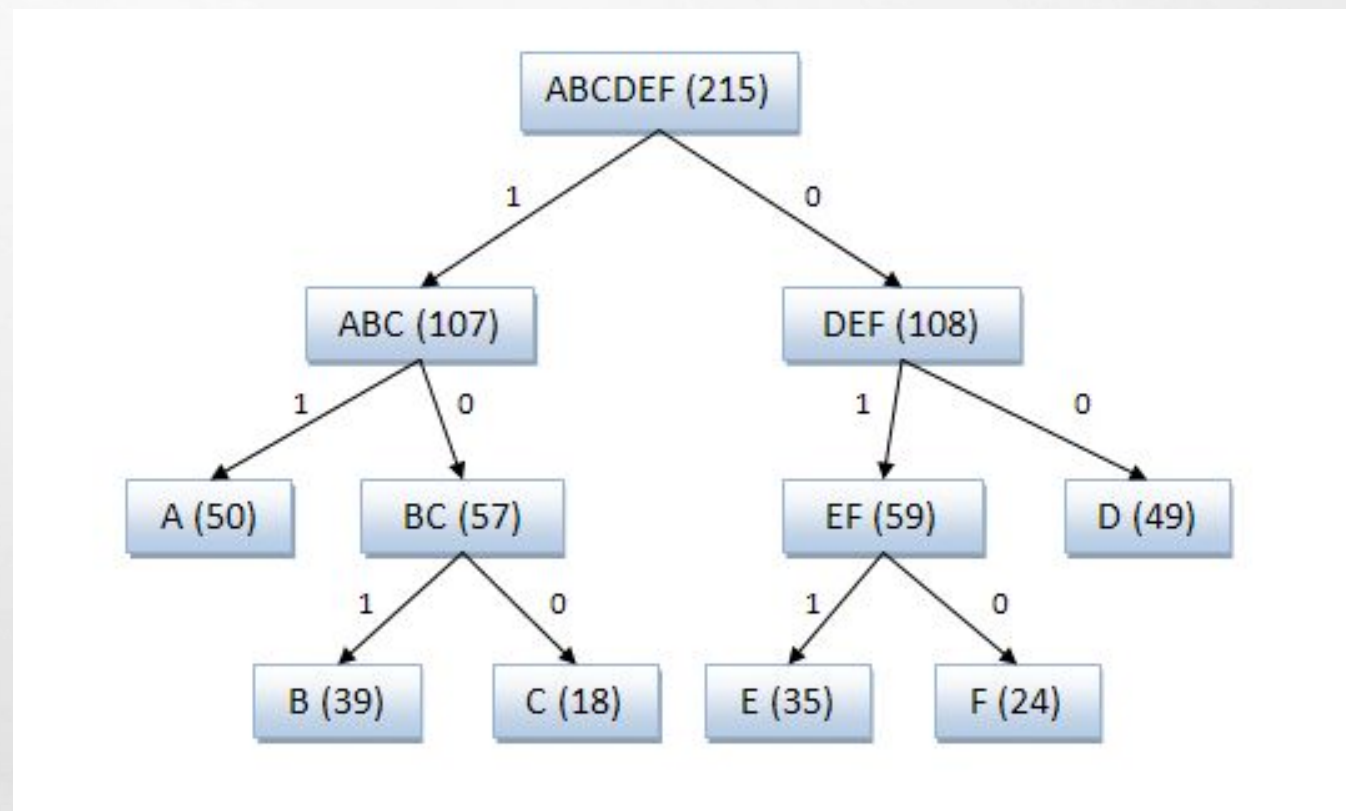 ABCDEF (215)
1
0
ABC (107)
DEF (108)
1
0
1
0
A (50)
BC (57)
EF (59)
D (49)
1
0
1
0
B (39)
C (18)
E (35)
F (24)